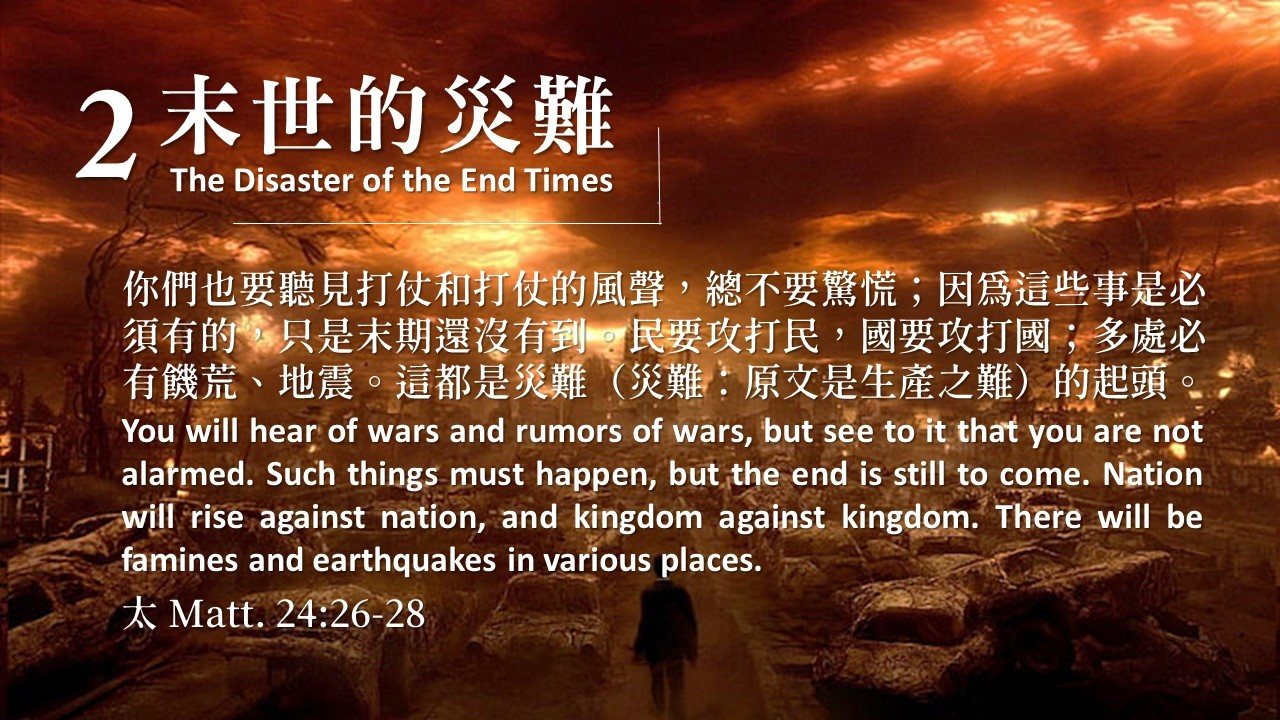 2 末世的災難
The Disaster of the End Times
你們也要聽見打仗和打仗的風聲，總不要驚慌；因爲這些事是必
須有的，只是末期還沒有到。民要攻打民，國要攻打國；多處必
有饑荒、地震。這都是災難（災難：原文是生產之難）的起頭。
You will hear of wars and rumors of wars, but see to it that you are not
alarmed. Such things must happen, but the end is still to come. Nation
will rise against nation, and kingdom against kingdom. There will be
famines and earthquakes in various places.
太 Matt. 24:26-28